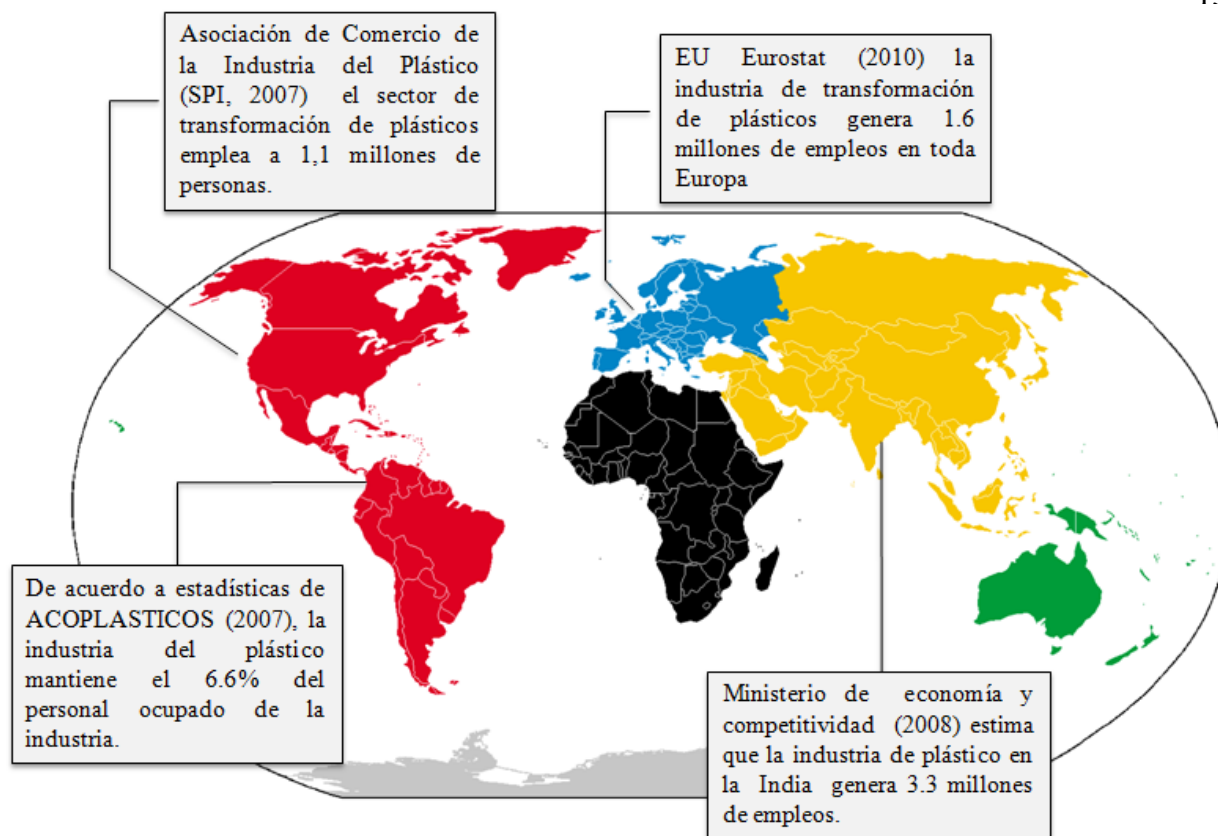 Asociación de Comercio de
la Industria del Plástico
(SPI, 2007) el sector de
transformación de plásticos
emplea a 1,1 millones de
personas.
EU Eurostat (2010) la
industria de transformación
de plásticos genera 1.6
millones de empleos en toda
Europa
De acuerdo a estadísticas de
ACOPLASTICOS (2007), la
industria del plástico
mantiene el 6.6% del
personal ocupado de la
industria.
Ministerio de economía y
competitividad (2008) estima
que la industria de plástico en
la India genera 3.3 millones
de empleos.